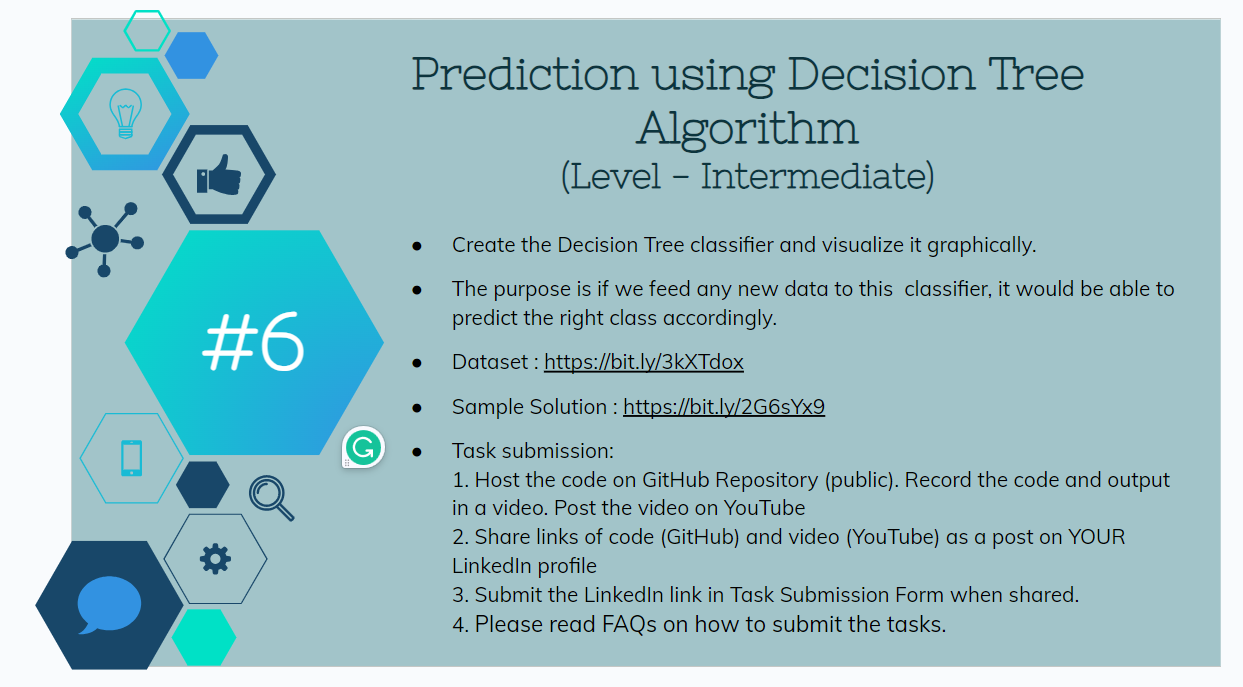 Prediction using Decision Tree
Algorithm
(Level - Intermediate)
#6
● Create the Decision Tree classifier and visualize it graphically.
● The purpose is if we feed any new data to this  classifier, it would be able to
predict the right class accordingly.
● Dataset : https://bit.ly/3kXTdox
● Sample Solution : https://bit.ly/2G6sYx9
● Task submission:
1. Host the code on GitHub Repository (public). Record the code and output
in a video. Post the video on YouTube
2. Share links of code (GitHub) and video (YouTube) as a post on YOUR
LinkedIn profile
3. Submit the LinkedIn link in Task Submission Form when shared.
4. Please read FAQs on how to submit the tasks.